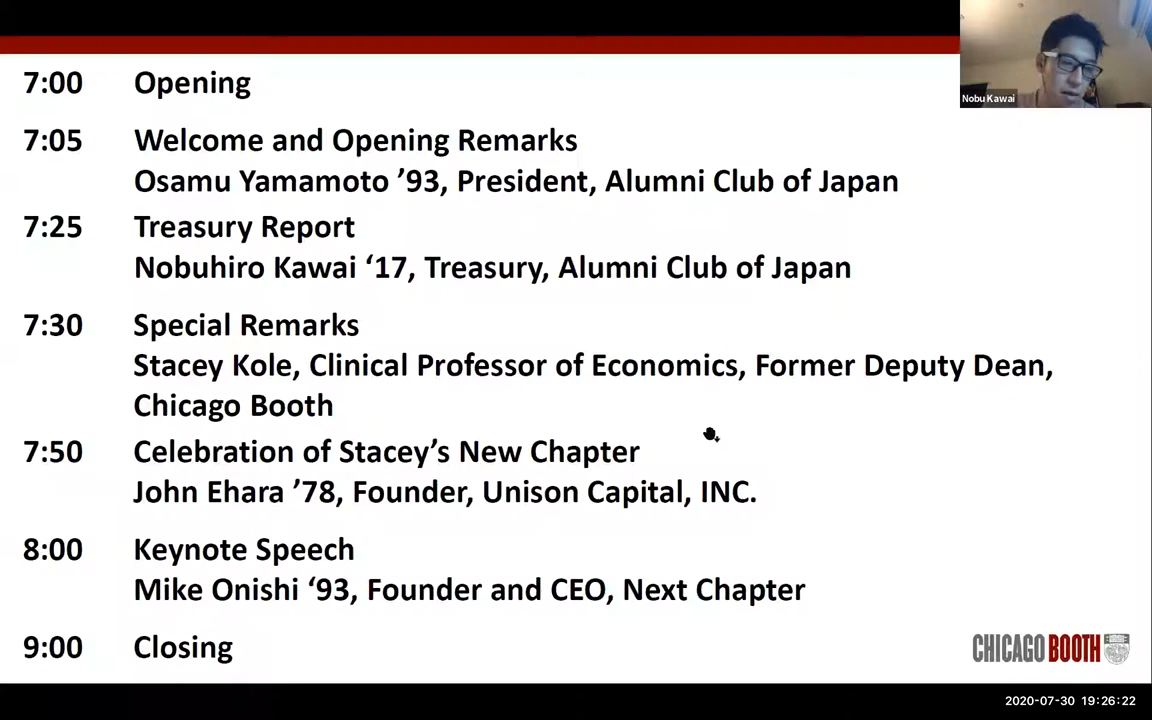 Nobu Kawai
7:00 Opening
7:05 Welcome and Opening Remarks
Osamu Yamamoto ’93, President, Alumni Club of Japan
7:25 Treasury Report
Nobuhiro Kawai ‘17, Treasury, Alumni Club of Japan
7:30 Special Remarks
Stacey Kole, Clinical Professor of Economics, Former Deputy Dean,
Chicago Booth
7:50 Celebration of Stacey’s New Chapter
John Ehara ’78, Founder, Unison Capital, INC.
8:00 Keynote Speech
Mike Onishi ‘93, Founder and CEO, Next Chapter
9:00 Closing
CHICAGO BOOTH
2020-07-30 19:26:22